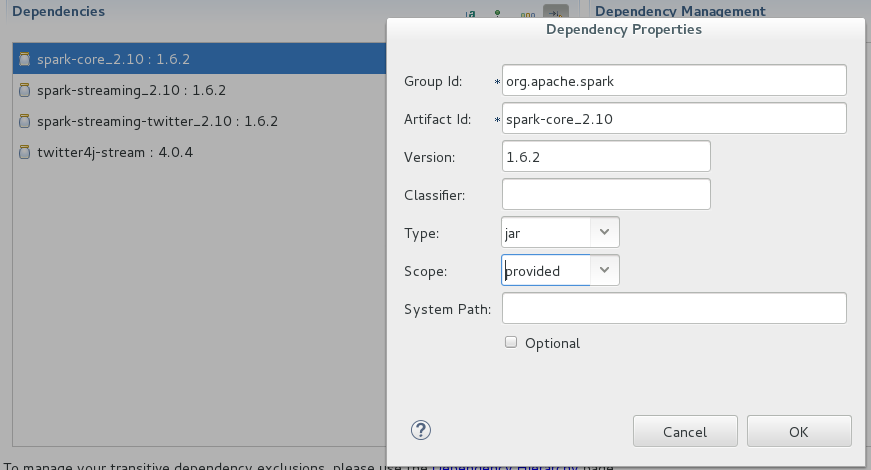 Dependencies
Dependency Management
spark-core_2.10 : 1.6.2
spark-streaming_2.10 : 1.6.2
spark-streaming-twitter_2.10 : 1.6.2
twitter4j-stream : 4.0.4
Dependency Properties
Group Id: * org.apache.spark
Artifact Id: * spark-core_2.10
Version: 1.6.2
Classifier:
Type: jar
Scope: provided
System Path:
Optional
Cancel OK
To manage your transitive dependency exclusions, please use the Dependency Hierarchy page